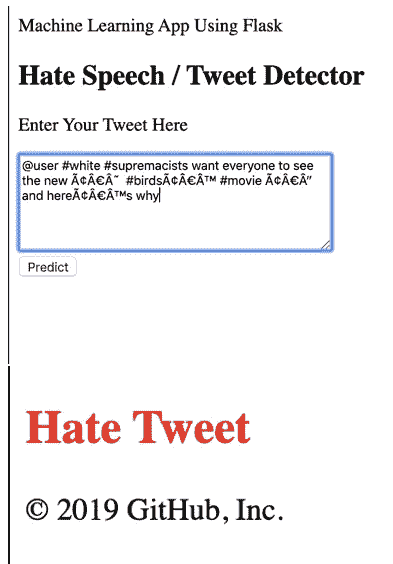 Machine Learning App Using Flask
Hate Speech / Tweet Detector
Enter Your Tweet Here
@user #white #supremacists want everyone to see
the new Ã¢Â€Â˜  #birdsÃ¢Â€Â™ #movie Ã¢Â€Â”
and hereÃ¢Â€Â™s why
Predict
Hate Tweet
© 2019 GitHub, Inc.